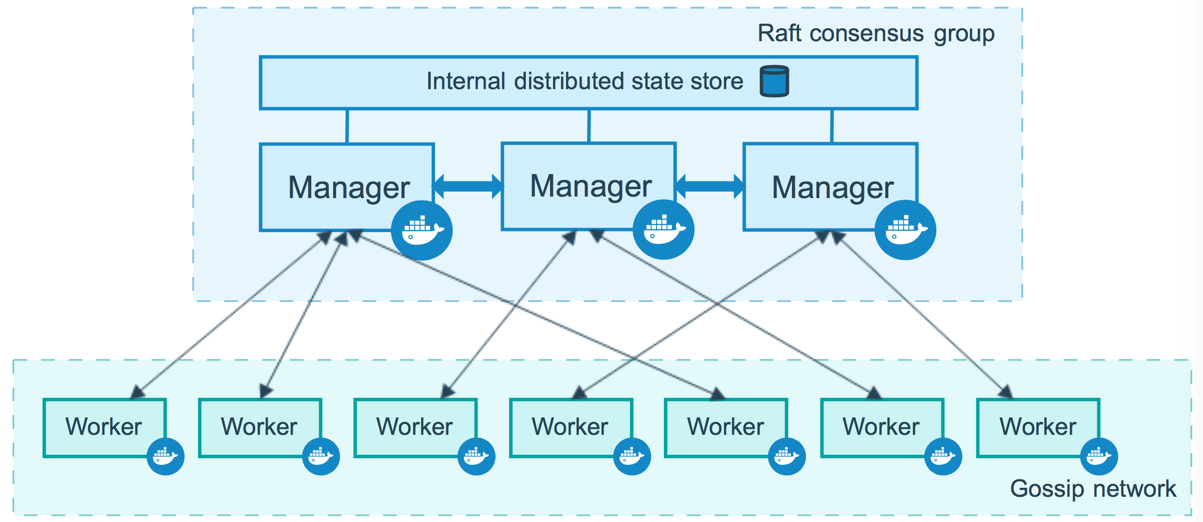 Raft consensus group
Internal distributed state store
Manager
Manager
Manager
Worker
Worker
Worker
Worker
Worker
Worker
Worker
Gossip network